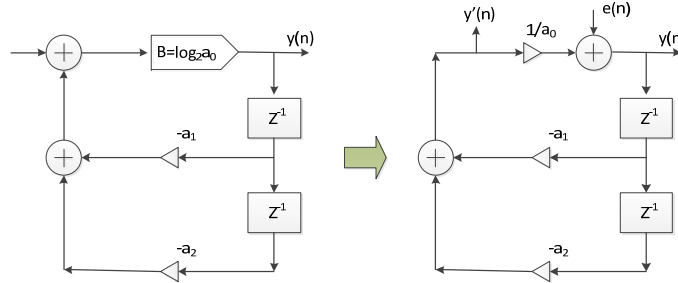 e(n)
y'(n)
1/a₀
B=log₂a₀
y(n)
y(n
Z⁻¹
Z⁻¹
-a₁
-a₁
Z⁻¹
Z⁻¹
-a₂
-a₂